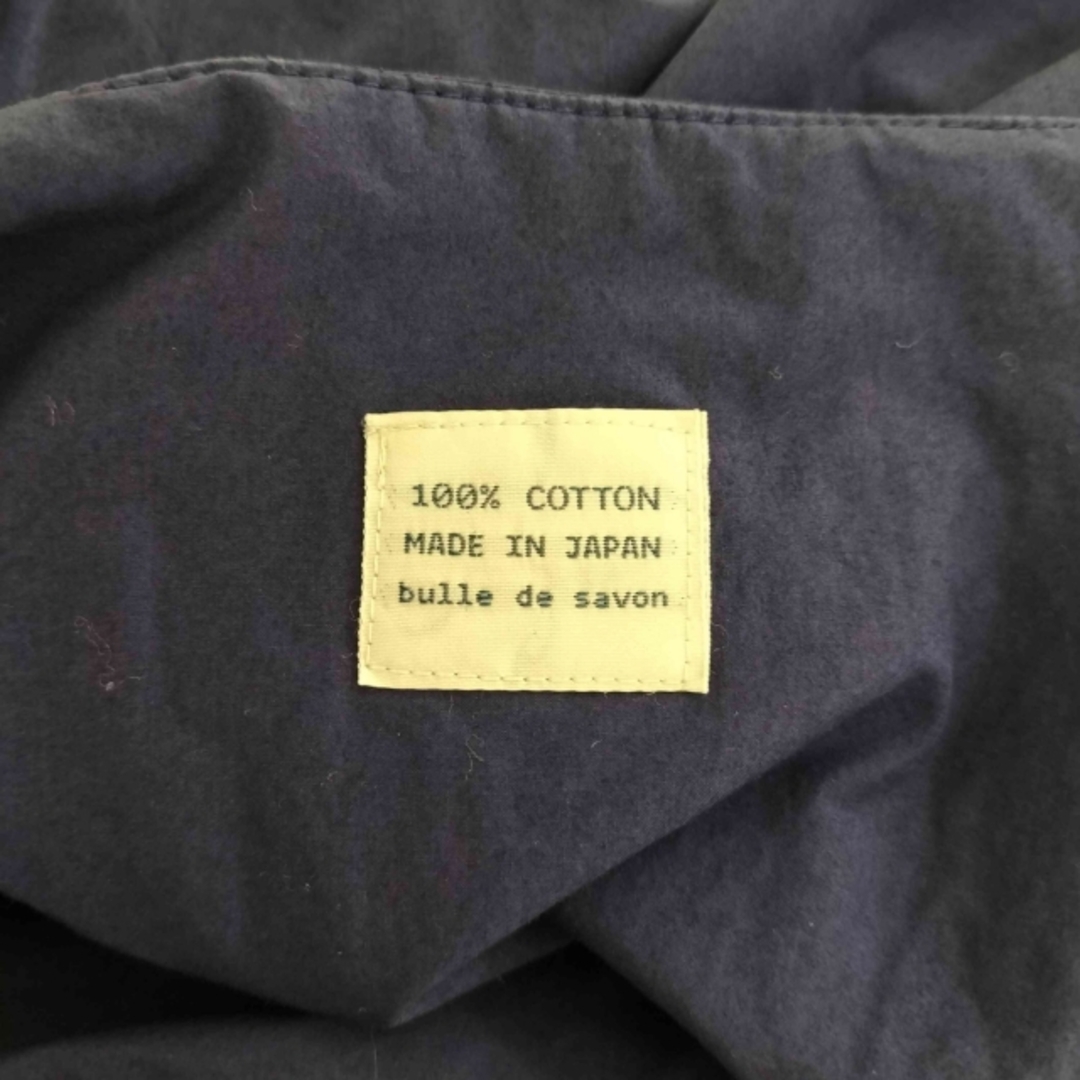 100% COTTON
MADE IN JAPAN
bulle de savon